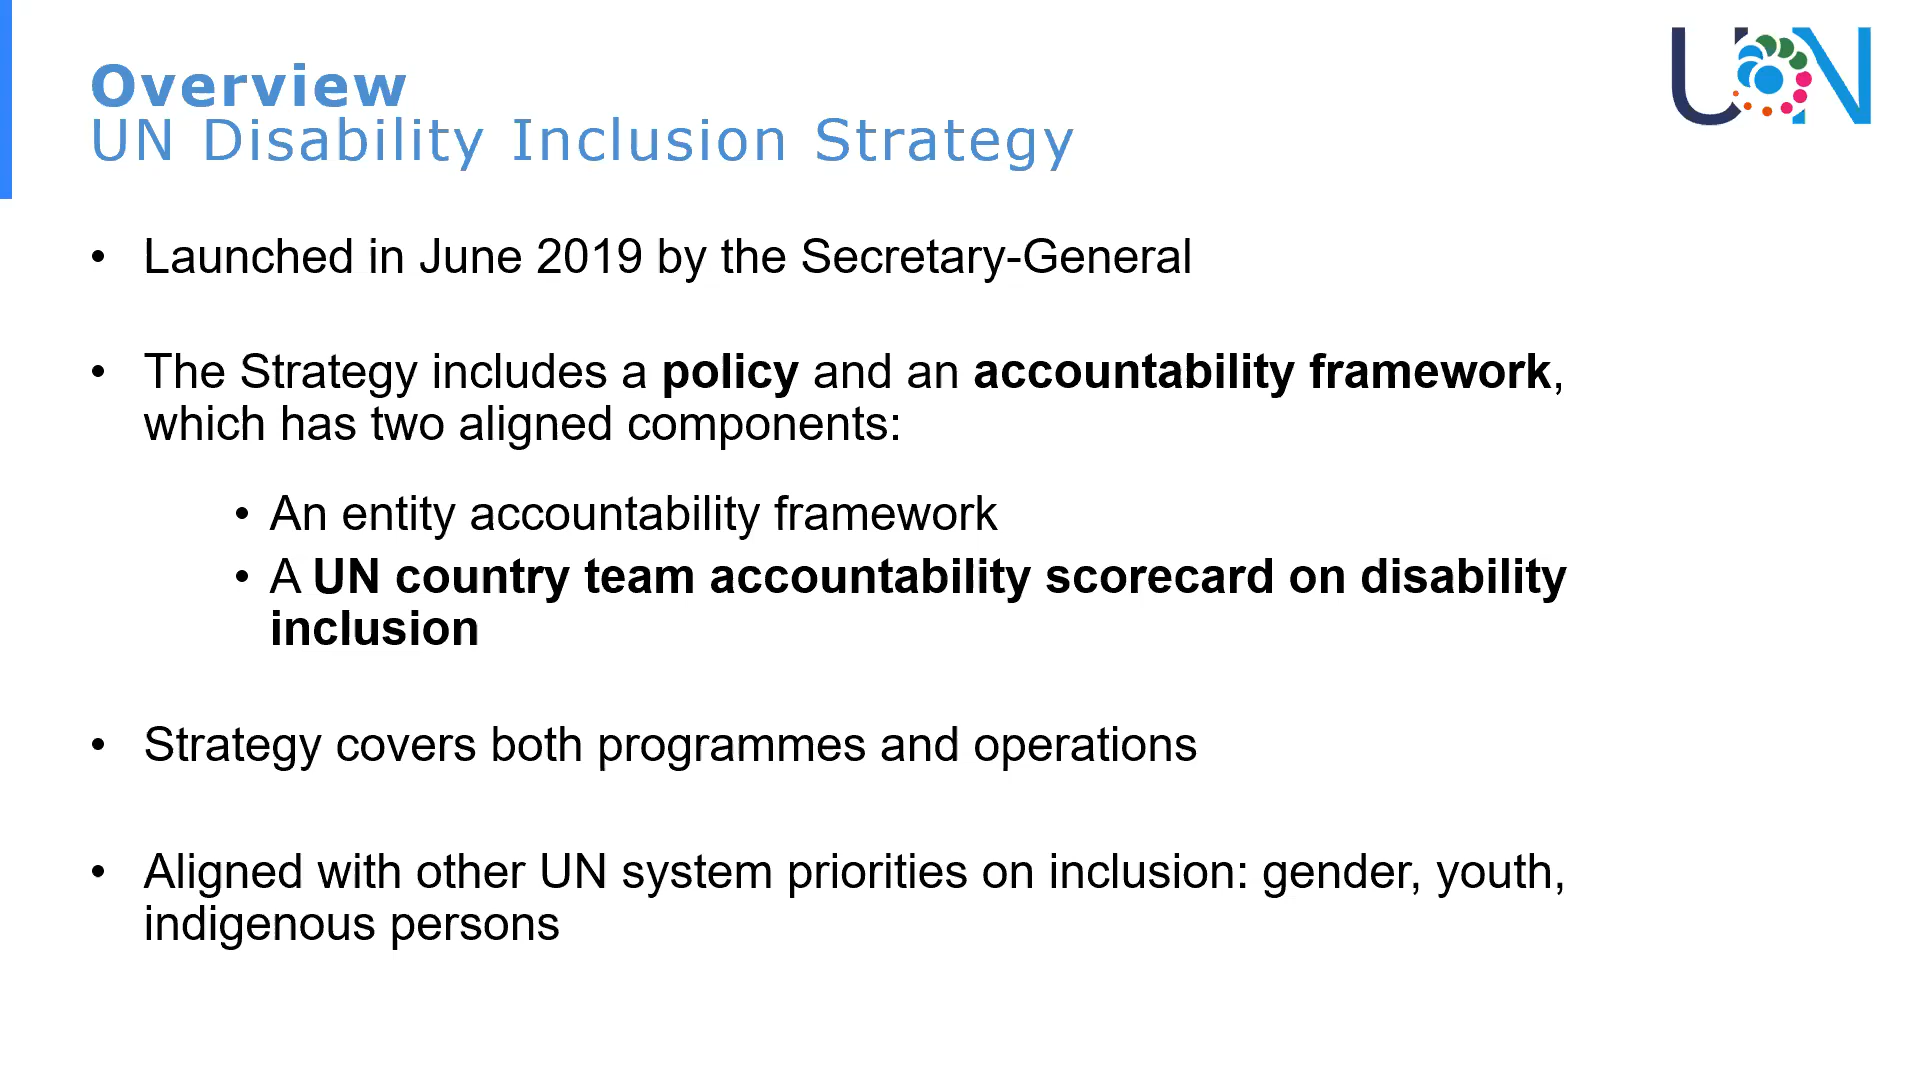 Overview
UN Disability Inclusion Strategy
UN
• Launched in June 2019 by the Secretary-General
• The Strategy includes a policy and an accountability framework,
which has two aligned components:
• An entity accountability framework
• A UN country team accountability scorecard on disability
inclusion
• Strategy covers both programmes and operations
• Aligned with other UN system priorities on inclusion: gender, youth,
indigenous persons